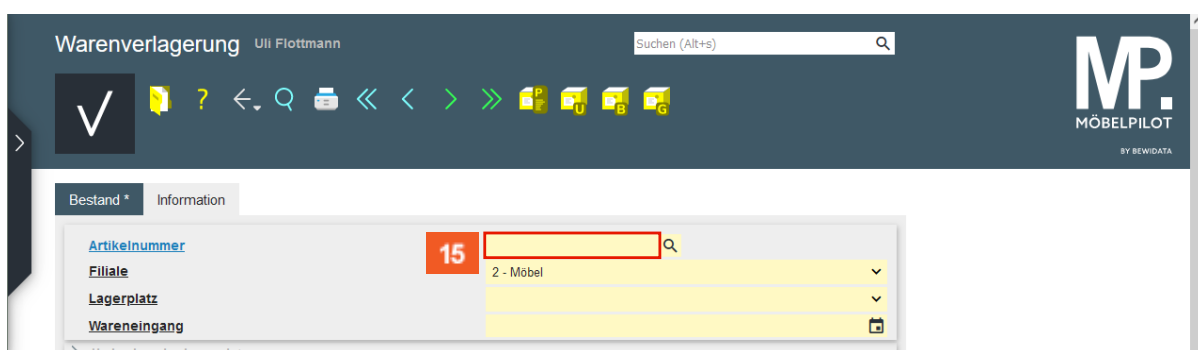 Warenverlagerung Uli Flottmann
Suchen (Alt+s)
MP.
MÖBELPILOT
BY BEWIDATA
√ ? P U B G
Bestand * Information
Artikelnummer
15
Filiale 2 - Möbel
Lagerplatz
Wareneingang